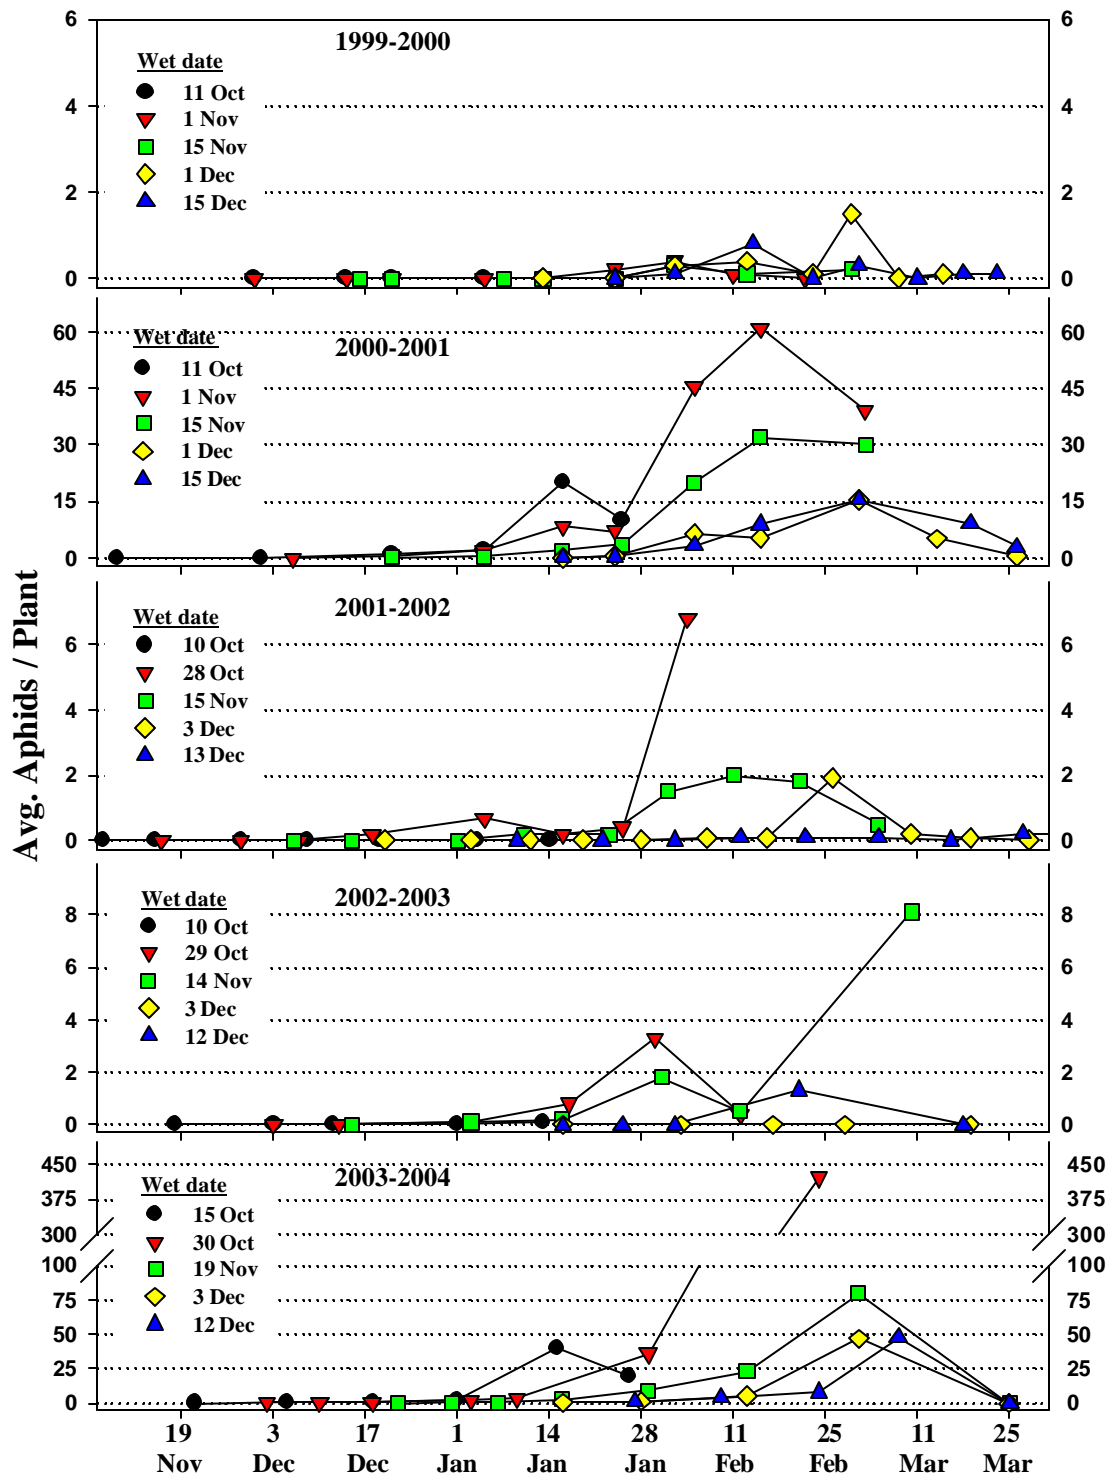 Avg. Aphids / Plant
1999-2000
Wet date
11 Oct
1 Nov
15 Nov
1 Dec
15 Dec
6 6
4 4
2 2
0 0
2000-2001
Wet date
11 Oct
1 Nov
15 Nov
1 Dec
15 Dec
60 60
45 45
30 30
15 15
0 0
2001-2002
Wet date
10 Oct
28 Oct
15 Nov
3 Dec
13 Dec
6 6
4 4
2 2
0 0
2002-2003
Wet date
10 Oct
29 Oct
14 Nov
3 Dec
12 Dec
8 8
6 6
4 4
2 2
0 0
2003-2004
Wet date
15 Oct
30 Oct
19 Nov
3 Dec
12 Dec
450 450
375 375
300 300
100 100
75 75
50 50
25 25
0 0
19 3 17 1 14 28 11 25 11 25
Nov Dec Dec Jan Jan Jan Feb Feb Mar Mar